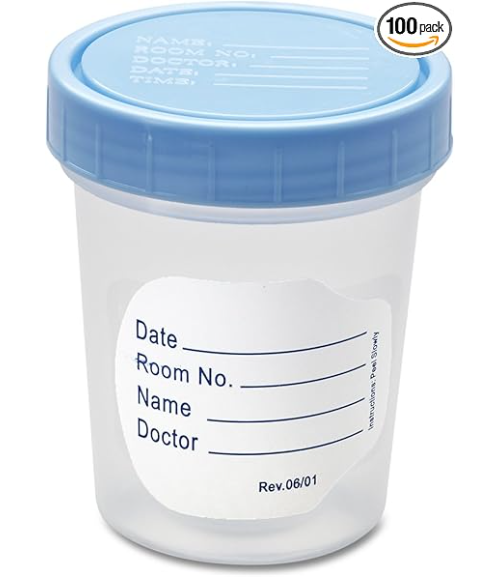 100 pack
NAME:
ROOM NO.:
DOCTOR:
DATE:
TIME:
Date
Room No.
Name
Doctor
Instructions: Peel Slowly
Rev.06/01